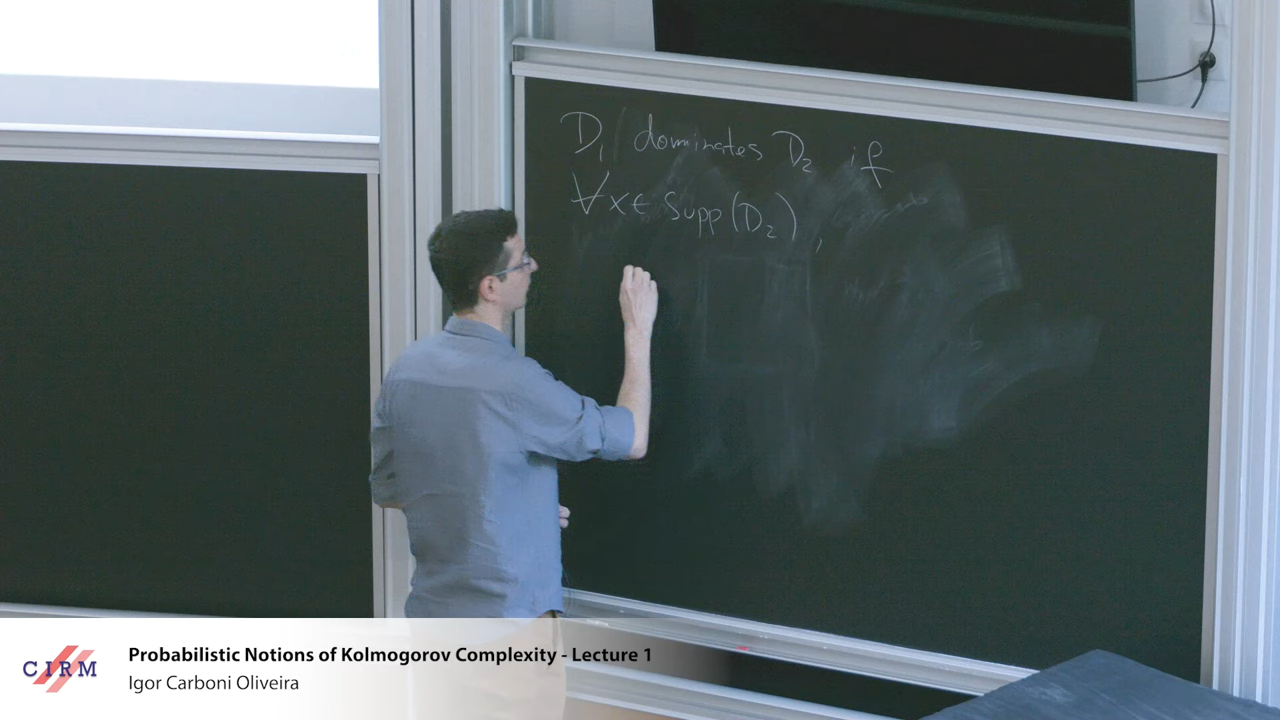 D₁ dominates D₂ if
∀x∈ Supp(D₂),
CIRM
Probabilistic Notions of Kolmogorov Complexity - Lecture 1
Igor Carboni Oliveira